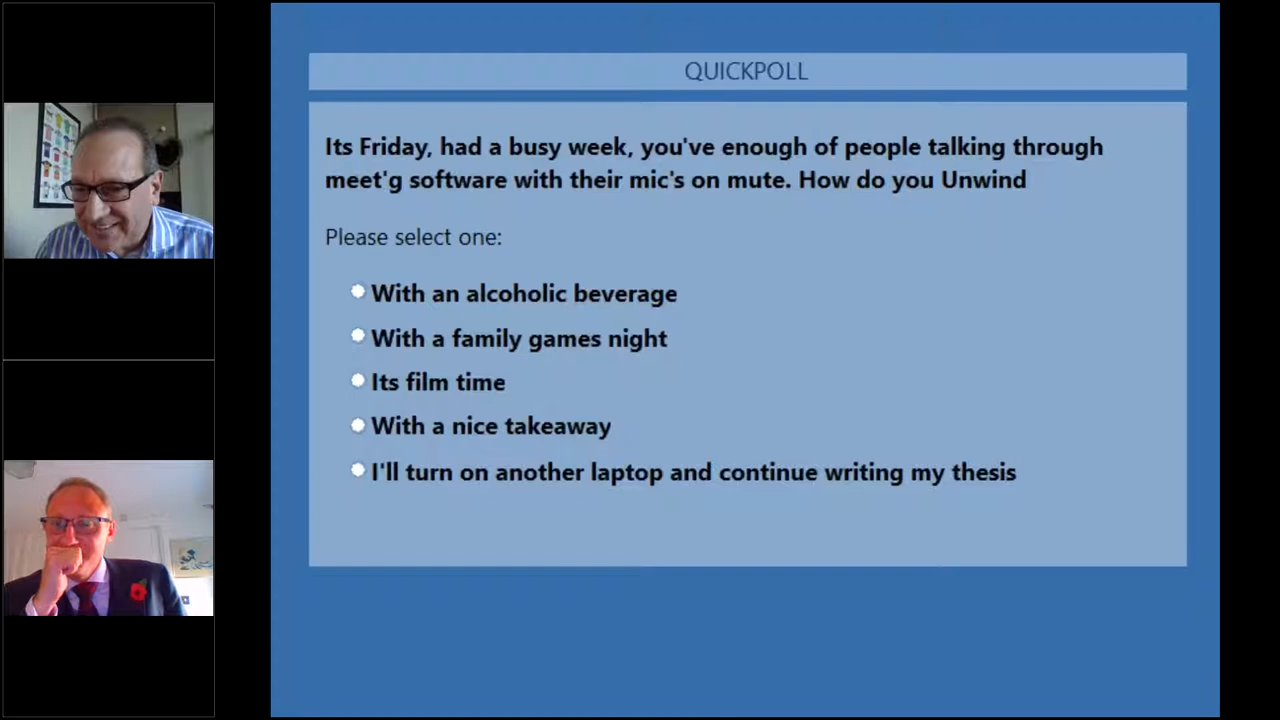 QUICKPOLL
Its Friday, had a busy week, you've enough of people talking through
meet'g software with their mic's on mute. How do you Unwind
Please select one:
With an alcoholic beverage
With a family games night
Its film time
With a nice takeaway
I'll turn on another laptop and continue writing my thesis